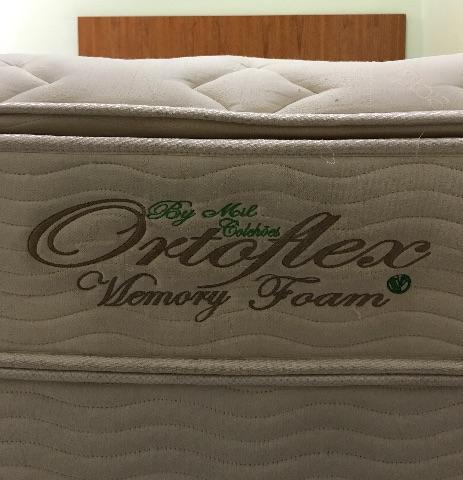 By Mil
Colchões
Ortoflex
Memory Foam